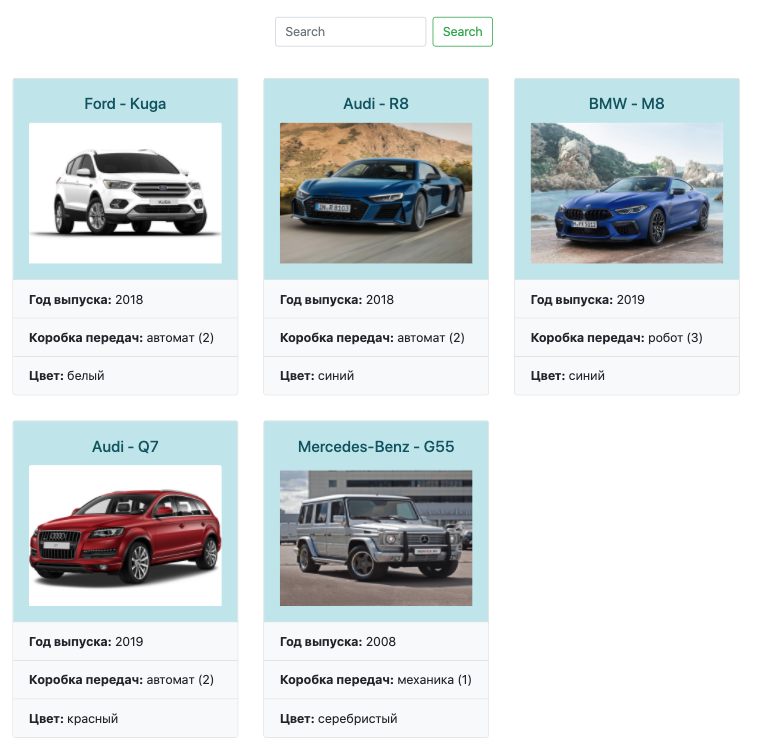 Search
Search
Ford - Kuga
Audi - R8
BMW - M8
KUGA
Год выпуска: 2018
Год выпуска: 2018
Год выпуска: 2019
Коробка передач: автомат (2)
Коробка передач: автомат (2)
Коробка передач: робот (3)
Цвет: белый
Цвет: синий
Цвет: синий
Audi - Q7
Mercedes-Benz - G55
Год выпуска: 2019
Год выпуска: 2008
Коробка передач: автомат (2)
Коробка передач: механика (1)
Цвет: красный
Цвет: серебристый